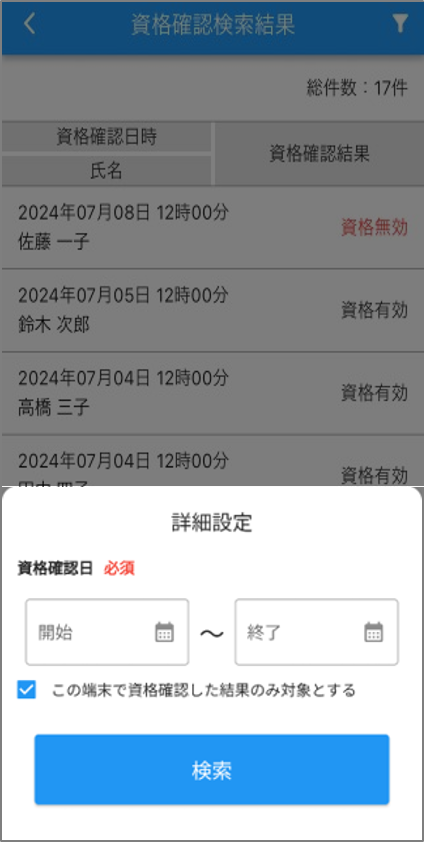 資格確認検索結果
総件数：17件
資格確認日時
氏名
資格確認結果
2024年07月08日 12時00分
佐藤 一子
資格無効
2024年07月05日 12時00分
鈴木 次郎
資格有効
2024年07月04日 12時00分
高橋 三子
資格有効
2024年07月04日 12時00分
資格有効
詳細設定
資格確認日 必須
開始 ～ 終了
この端末で資格確認した結果のみ対象とする
検索